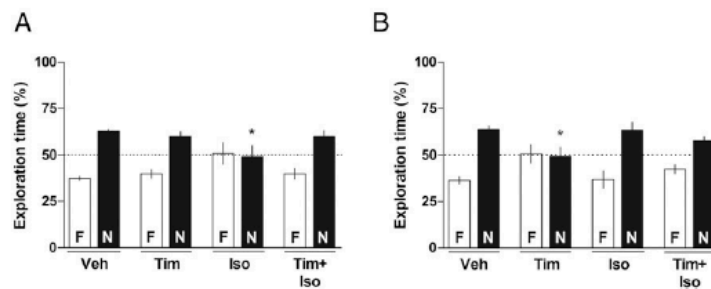 A
Exploration time (%)
100
75
50
25
0
*
F N F N F N F N
Veh Tim Iso Tim+
Iso
B
Exploration time (%)
100
75
50
25
0
*
F N F N F N F N
Veh Tim Iso Tim+
Iso